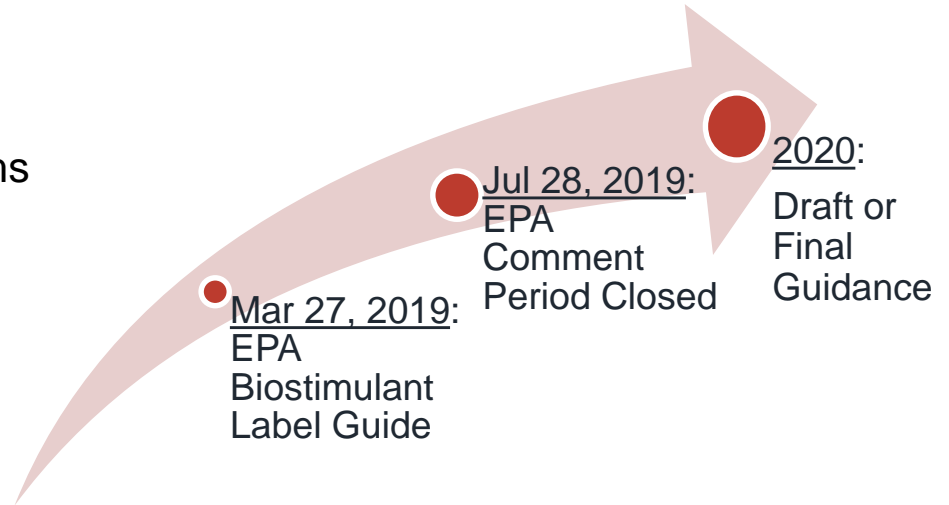 ns
Mar 27, 2019:
EPA
Biostimulant
Label Guide
Jul 28, 2019:
EPA
Comment
Period Closed
2020:
Draft or
Final
Guidance